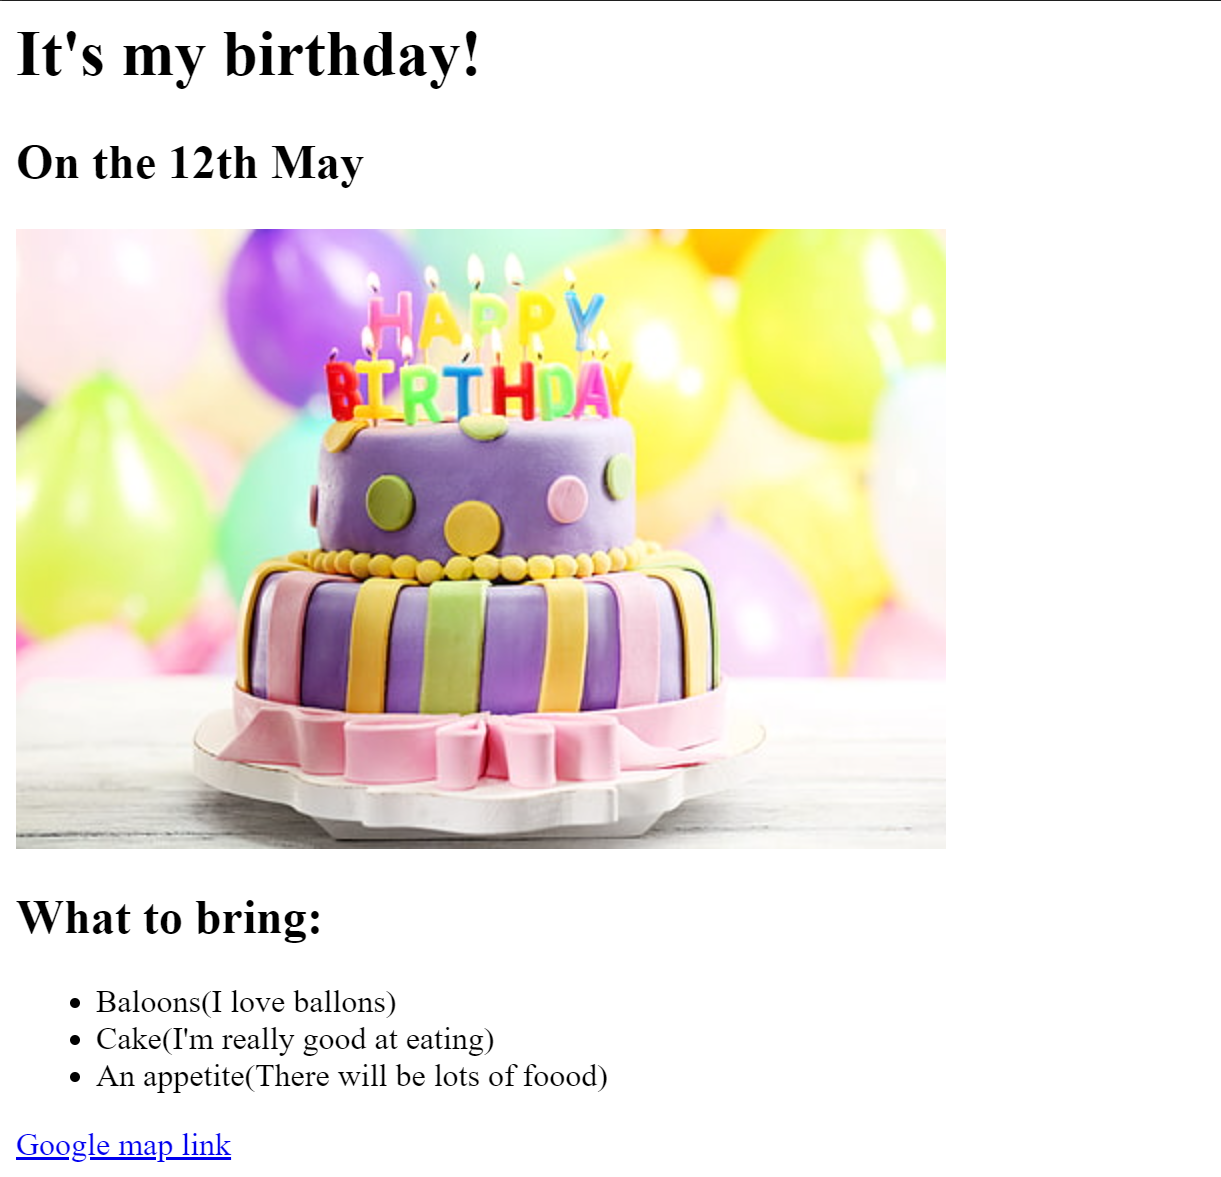 It's my birthday!
On the 12th May
HAPPY
BIRTHDAY
What to bring:
Baloons(I love ballons)
Cake(I'm really good at eating)
An appetite(There will be lots of foood)
Google map link